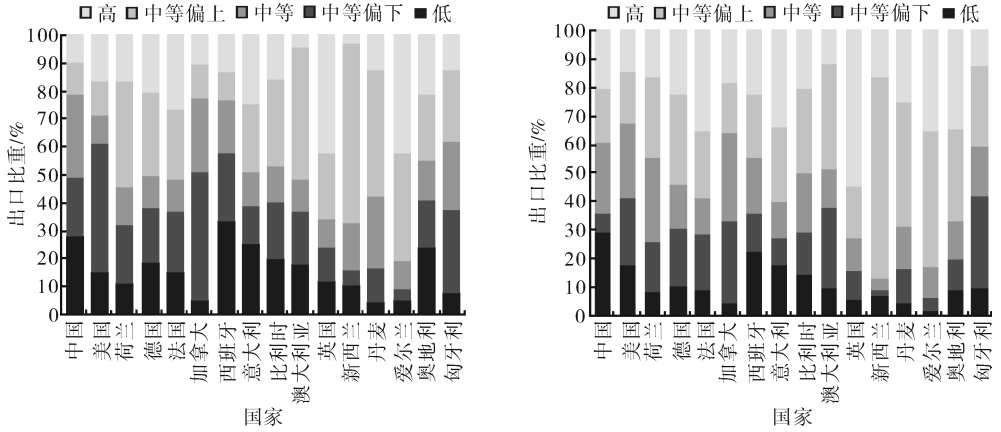 高 中等偏上 中等 中等偏下 低
出口比重/%
100
90
80
70
60
50
40
30
20
10
0
中国 美国 荷兰 德国 法国 加拿大 西班牙 意大利 比利时 澳大利亚 英国 新西兰 丹麦 爱尔兰 奥地利 匈牙利
国家
高 中等偏上 中等 中等偏下 低
出口比重/%
100
90
80
70
60
50
40
30
20
10
0
中国 美国 荷兰 德国 法国 加拿大 西班牙 意大利 比利时 澳大利亚 英国 新西兰 丹麦 爱尔兰 奥地利 匈牙利
国家